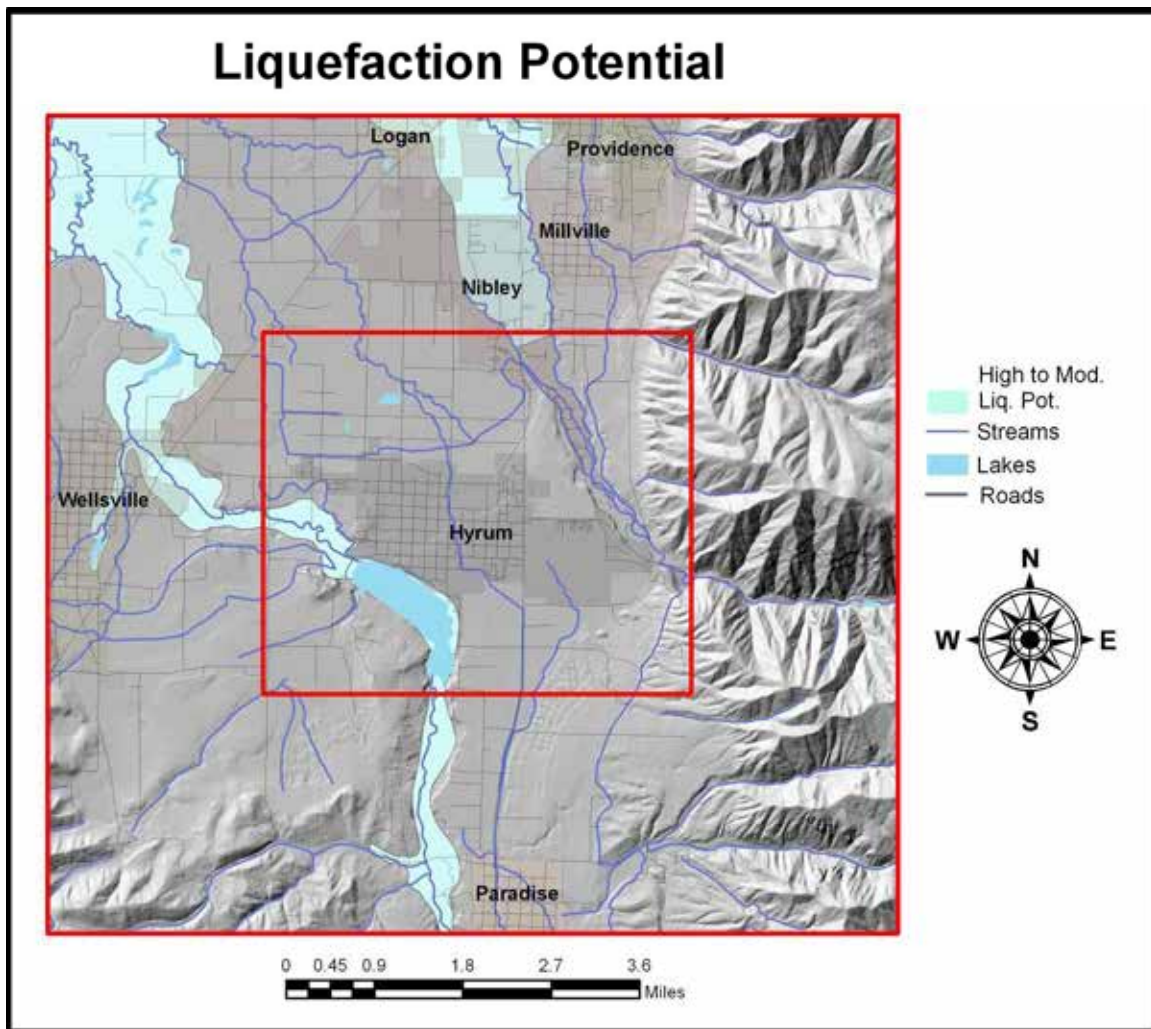 Liquefaction Potential
Logan
Providence
Millville
Nibley
High to Mod.
Liq. Pot.
Streams
Lakes
Roads
Wellsville
Hyrum
N
W E
S
Paradise
0 0.45 0.9 1.8 2.7 3.6
Miles